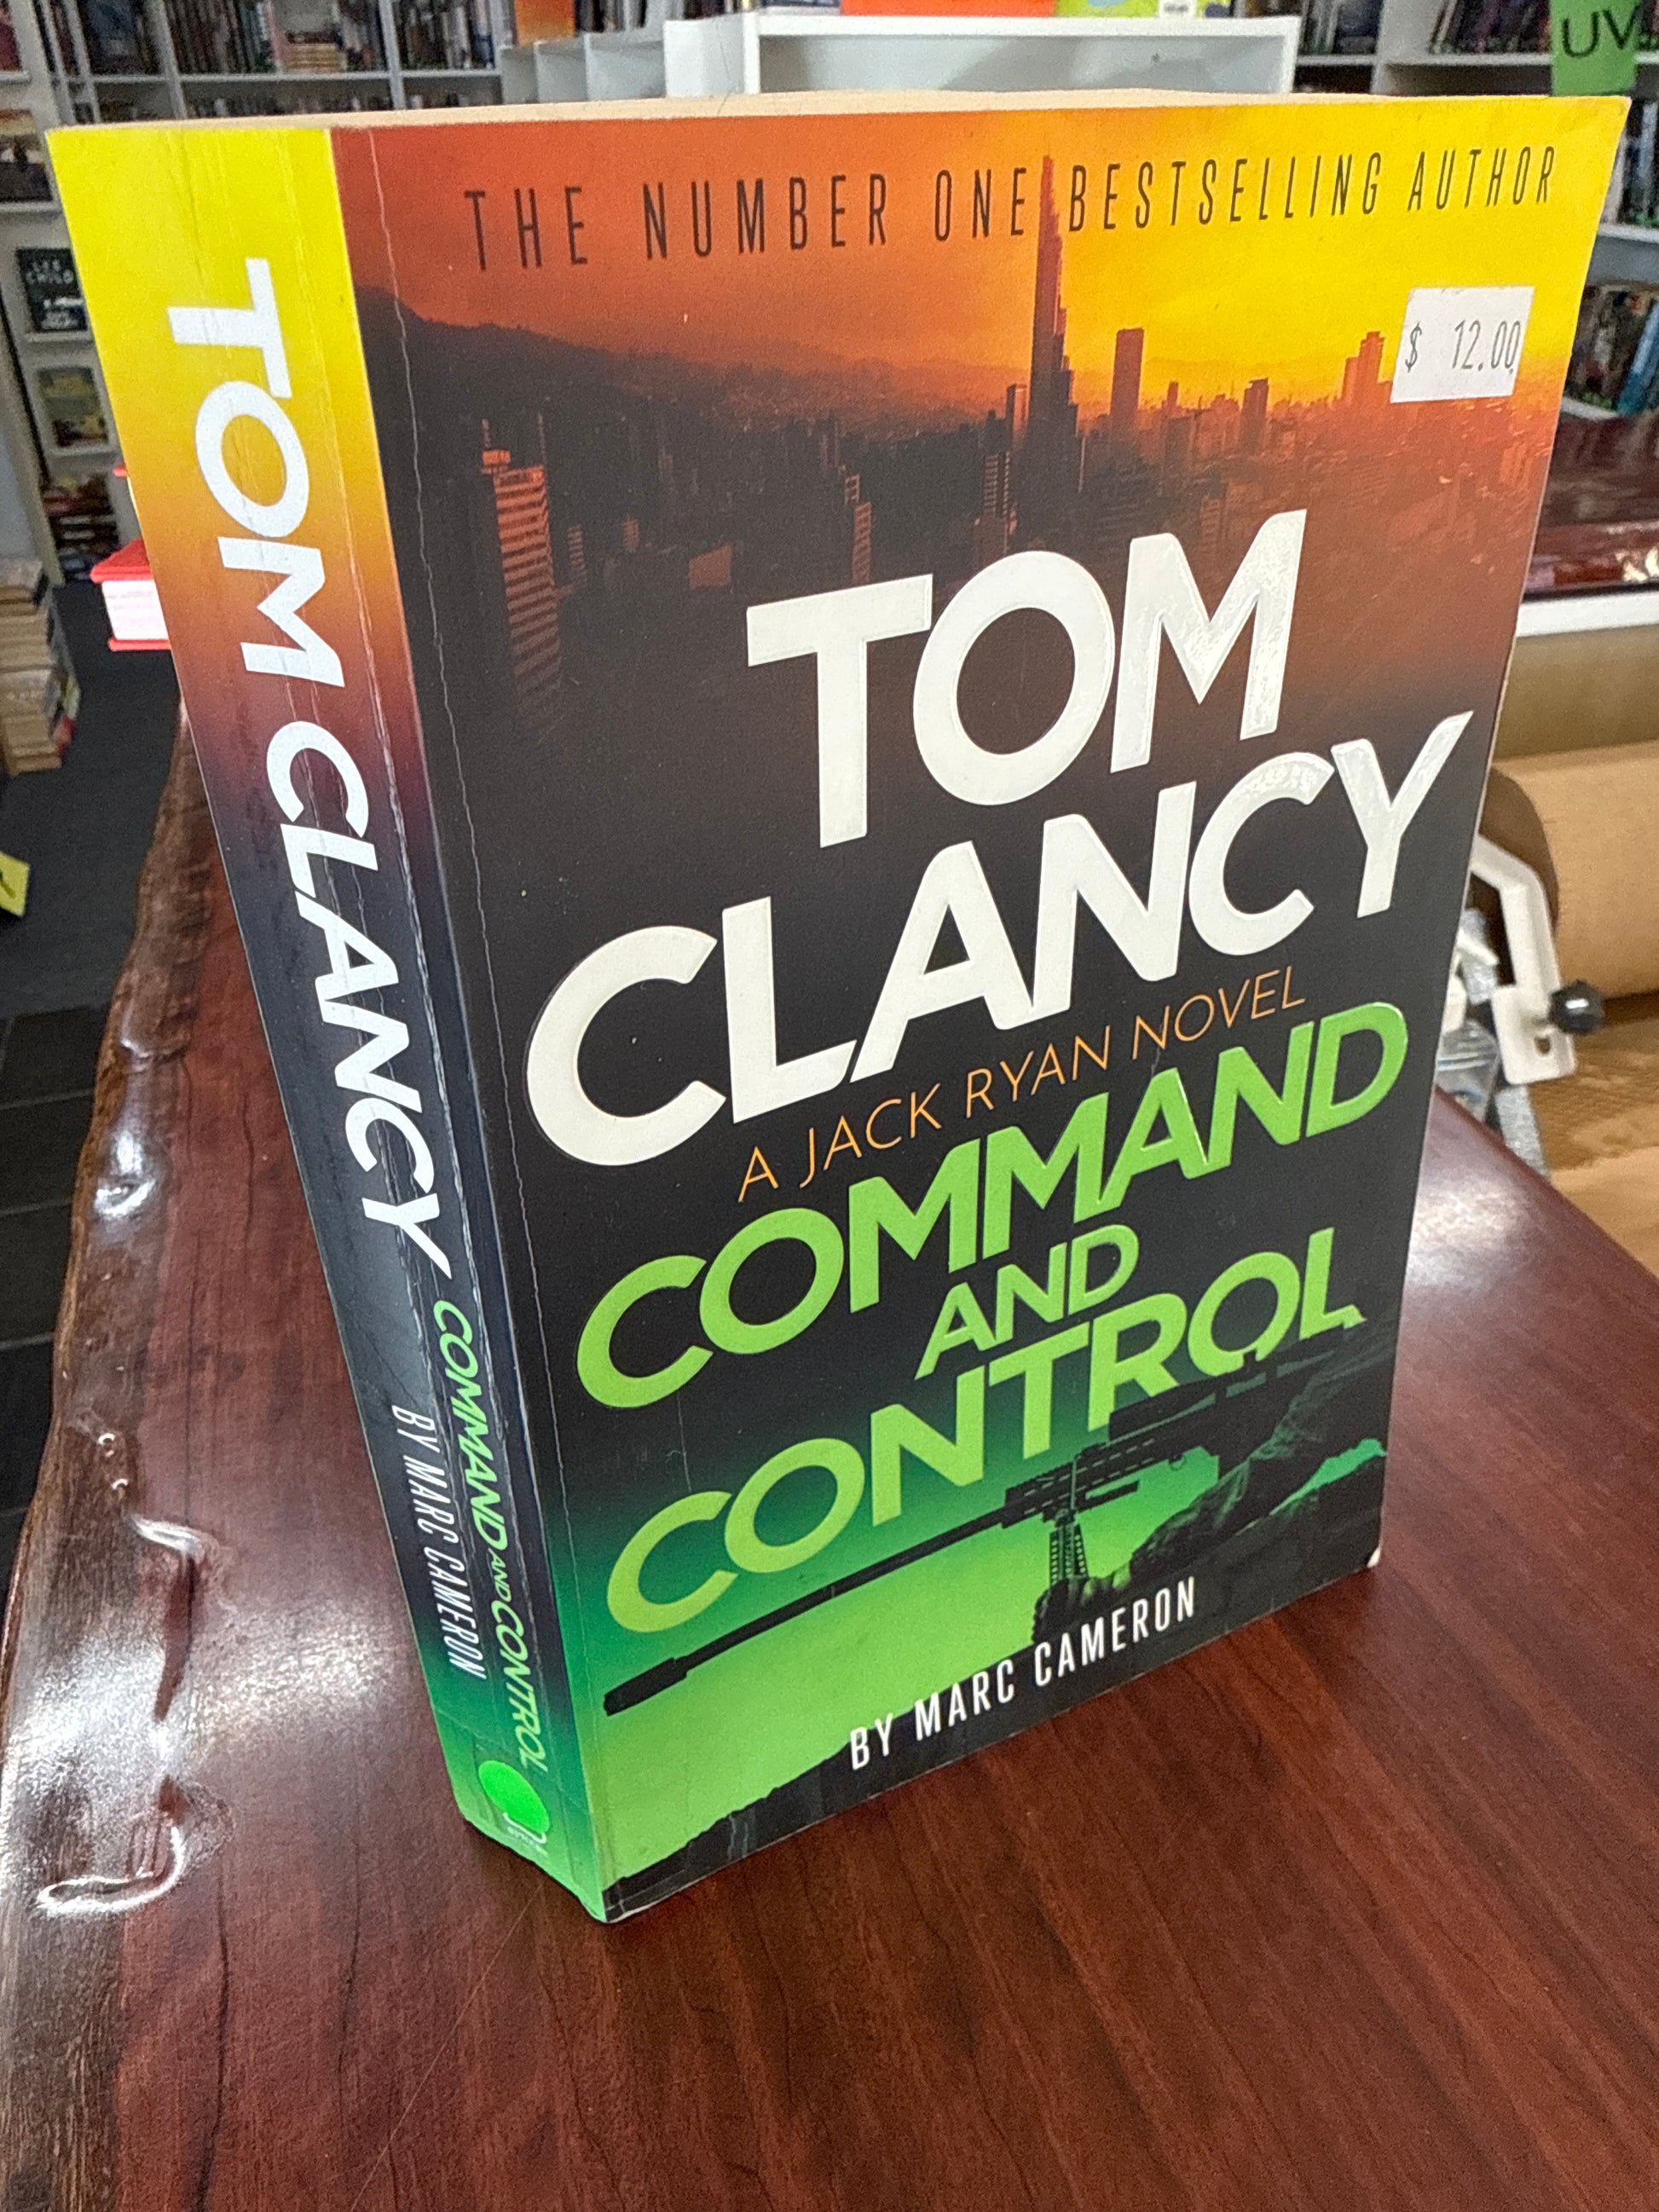 UV
THE NUMBER ONE BESTSELLING AUTHOR
$ 12.00
TOM
CLANCY
A JACK RYAN NOVEL
COMMAND
AND
CONTROL
BY MARC CAMERON
TOM CLANCY
COMMAND AND CONTROL
BY MARC CAMERON